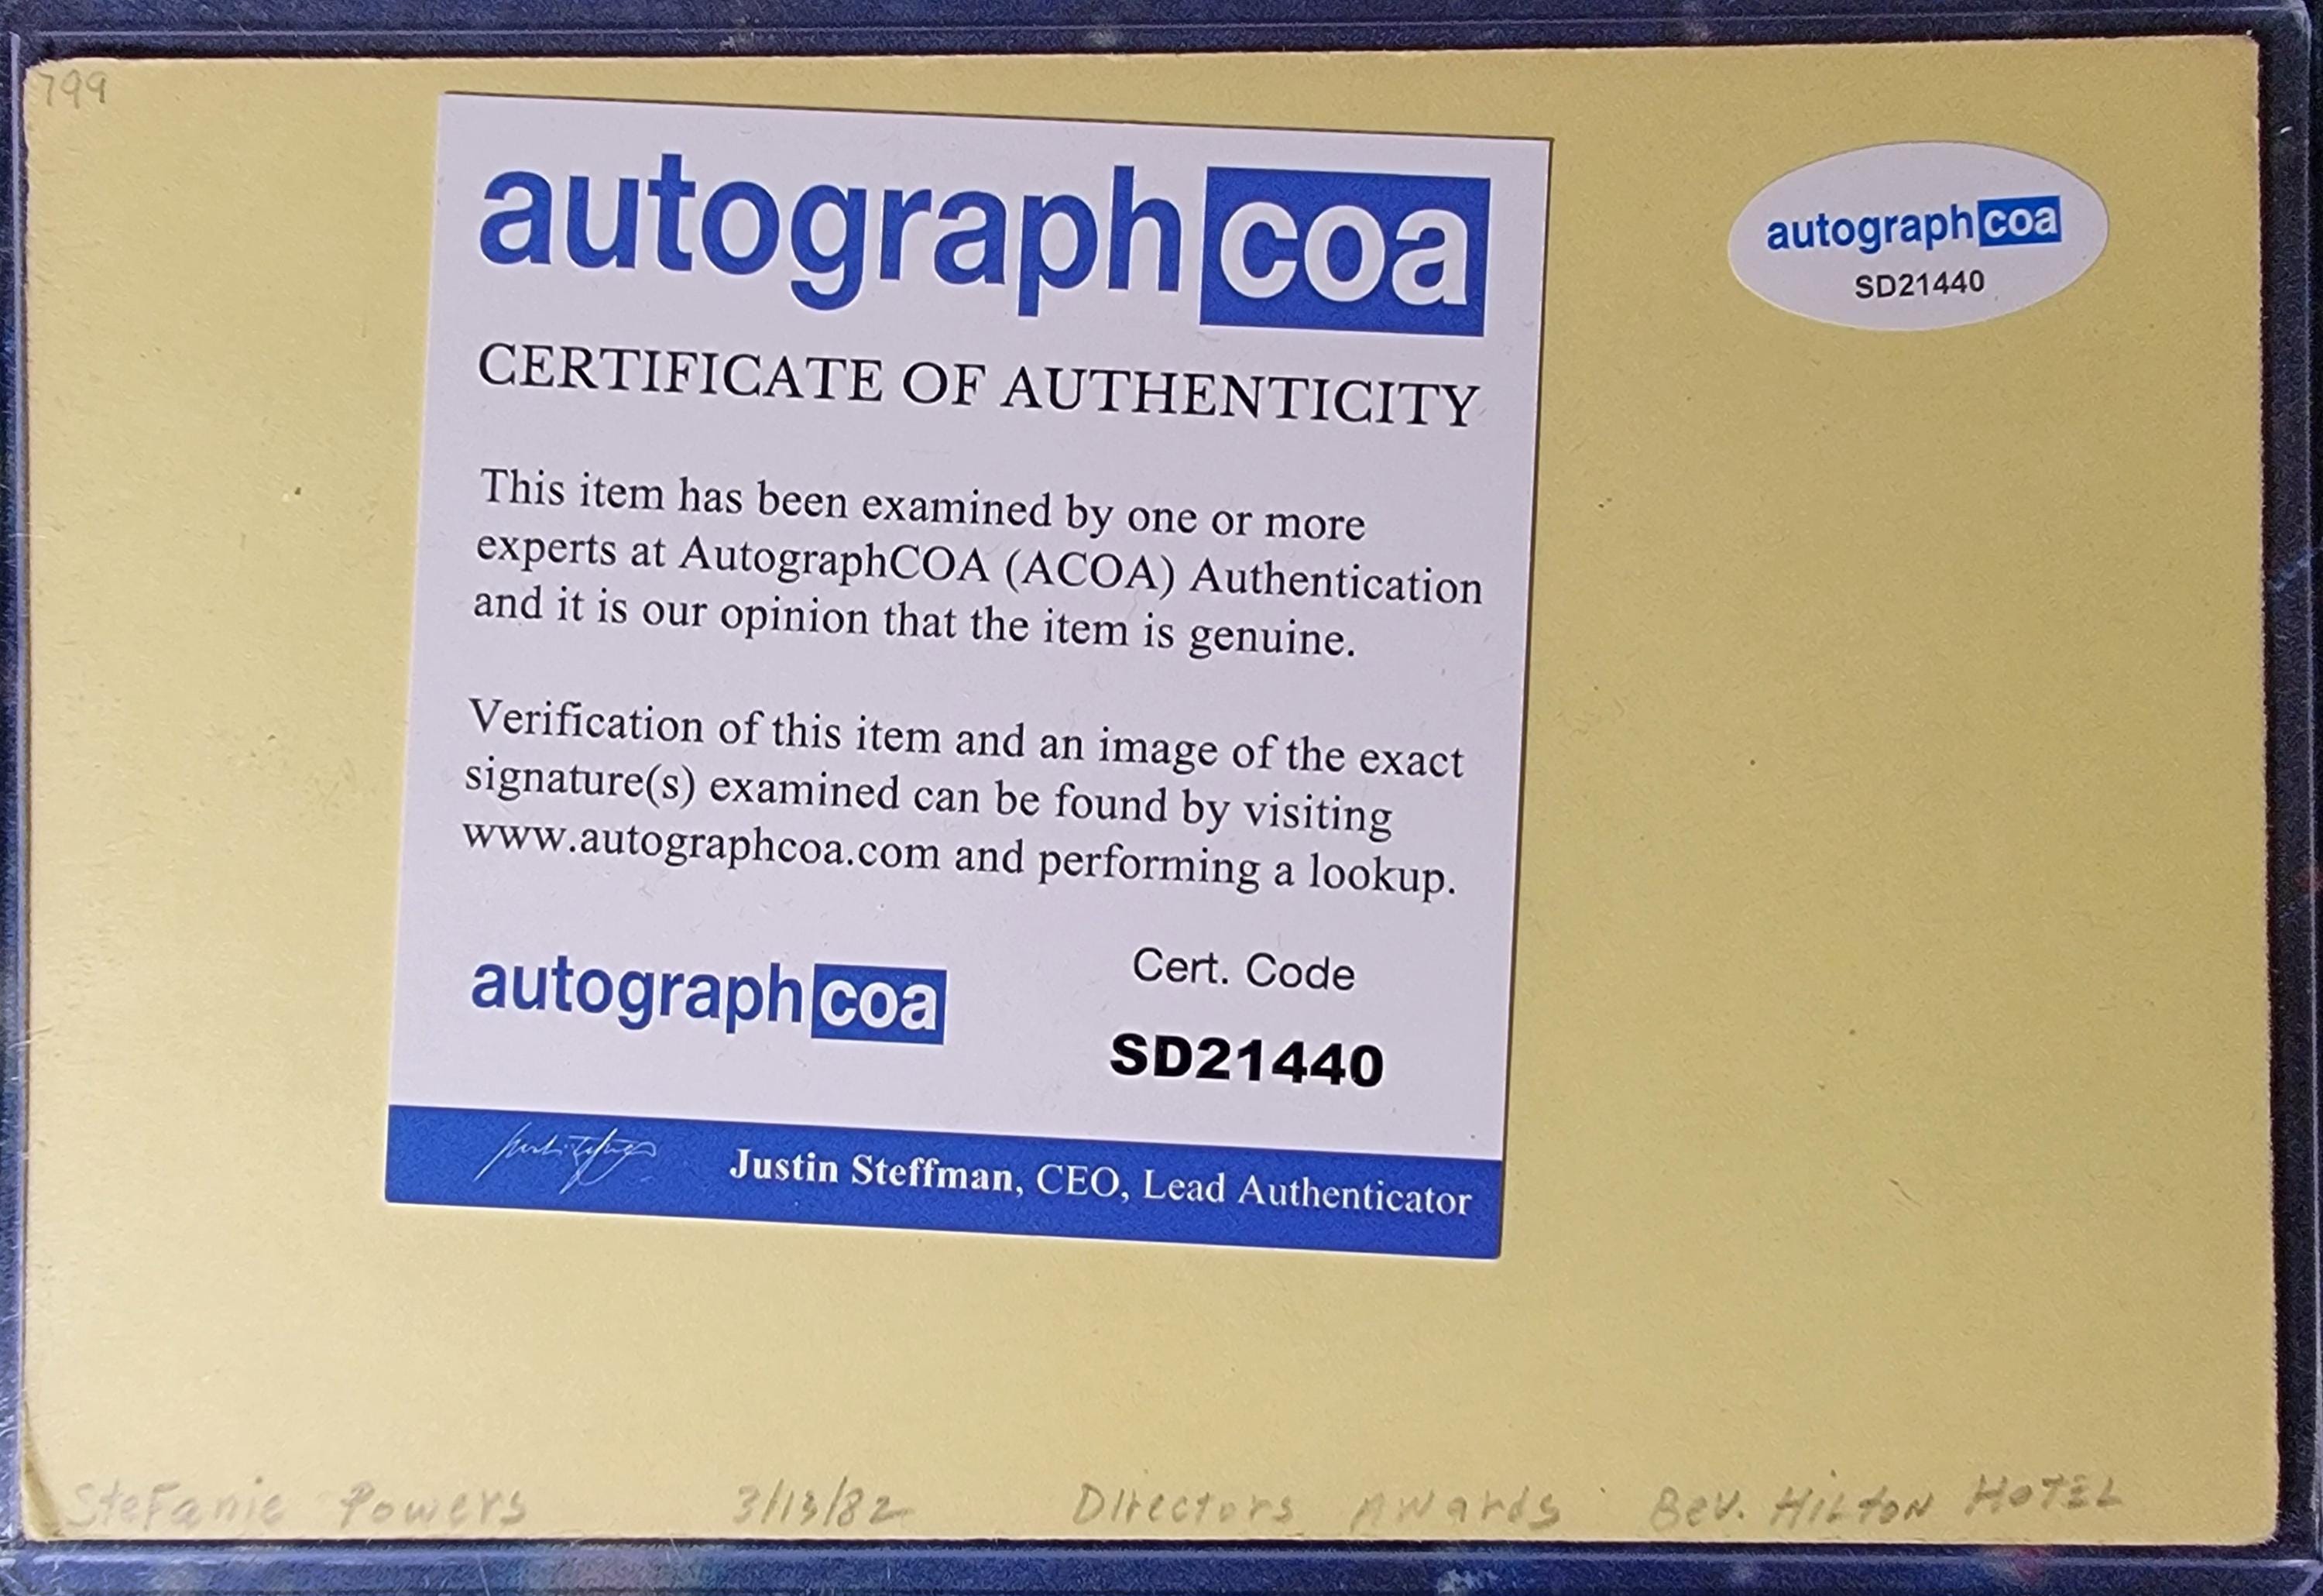 799
autographcoa
CERTIFICATE OF AUTHENTICITY
This item has been examined by one or more
experts at AutographCOA (ACOA) Authentication
and it is our opinion that the item is genuine.
Verification of this item and an image of the exact
signature(s) examined can be found by visiting
www.autographcoa.com and performing a lookup.
autographcoa
Cert. Code
SD21440
Justin Steffman, CEO, Lead Authenticator
autographcoa
SD21440
SteFanie Powers 3/13/82 Directors Awards Bev. HILTON HOTEL